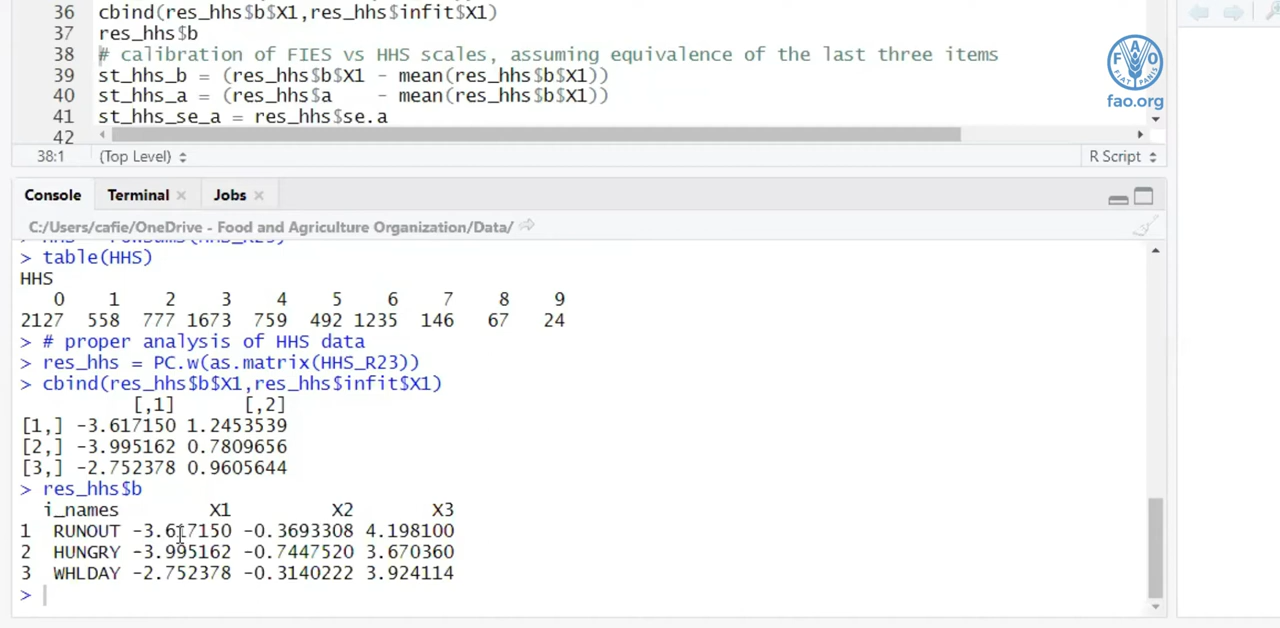 36 cbind(res_hhs$b$X1,res_hhs$infit$X1)
37 res_hhs$b
38 # calibration of FIES vs HHS scales, assuming equivalence of the last three items
39 st_hhs_b = (res_hhs$b$X1 - mean(res_hhs$b$X1))
40 st_hhs_a = (res_hhs$a    - mean(res_hhs$b$X1))
41 st_hhs_se_a = res_hhs$se.a
42
FAO
FIAT PANIS
fao.org
38:1 (Top Level) R Script
Console Terminal Jobs
C:/Users/cafie/OneDrive - Food and Agriculture Organization/Data/
> table(HHS)
HHS
0 1 2 3 4 5 6 7 8 9
2127 558 777 1673 759 492 1235 146 67 24
> # proper analysis of HHS data
> res_hhs = PC.w(as.matrix(HHS_R23))
> cbind(res_hhs$b$X1,res_hhs$infit$X1)
[,1] [,2]
[1,] -3.617150 1.2453539
[2,] -3.995162 0.7809656
[3,] -2.752378 0.9605644
> res_hhs$b
i_names X1 X2 X3
1 RUNOUT -3.617150 -0.3693308 4.198100
2 HUNGRY -3.995162 -0.7447520 3.670360
3 WHLDAY -2.752378 -0.3140222 3.924114
>